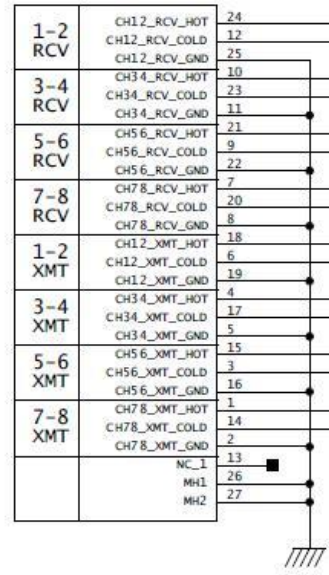 1-2
RCV
CH12_RCV_HOT 24
CH12_RCV_COLD 12
CH12_RCV_GND 25
3-4
RCV
CH34_RCV_HOT 10
CH34_RCV_COLD 23
CH34_RCV_GND 11
5-6
RCV
CH56_RCV_HOT 21
CH56_RCV_COLD 9
CH56_RCV_GND 22
7-8
RCV
CH78_RCV_HOT 7
CH78_RCV_COLD 20
CH78_RCV_GND 8
1-2
XMT
CH12_XMT_HOT 18
CH12_XMT_COLD 6
CH12_XMT_GND 19
3-4
XMT
CH34_XMT_HOT 4
CH34_XMT_COLD 17
CH34_XMT_GND 5
5-6
XMT
CH56_XMT_HOT 15
CH56_XMT_COLD 3
CH56_XMT_GND 16
7-8
XMT
CH78_XMT_HOT 1
CH78_XMT_COLD 14
CH78_XMT_GND 2
NC_1 13
MH1 26
MH2 27